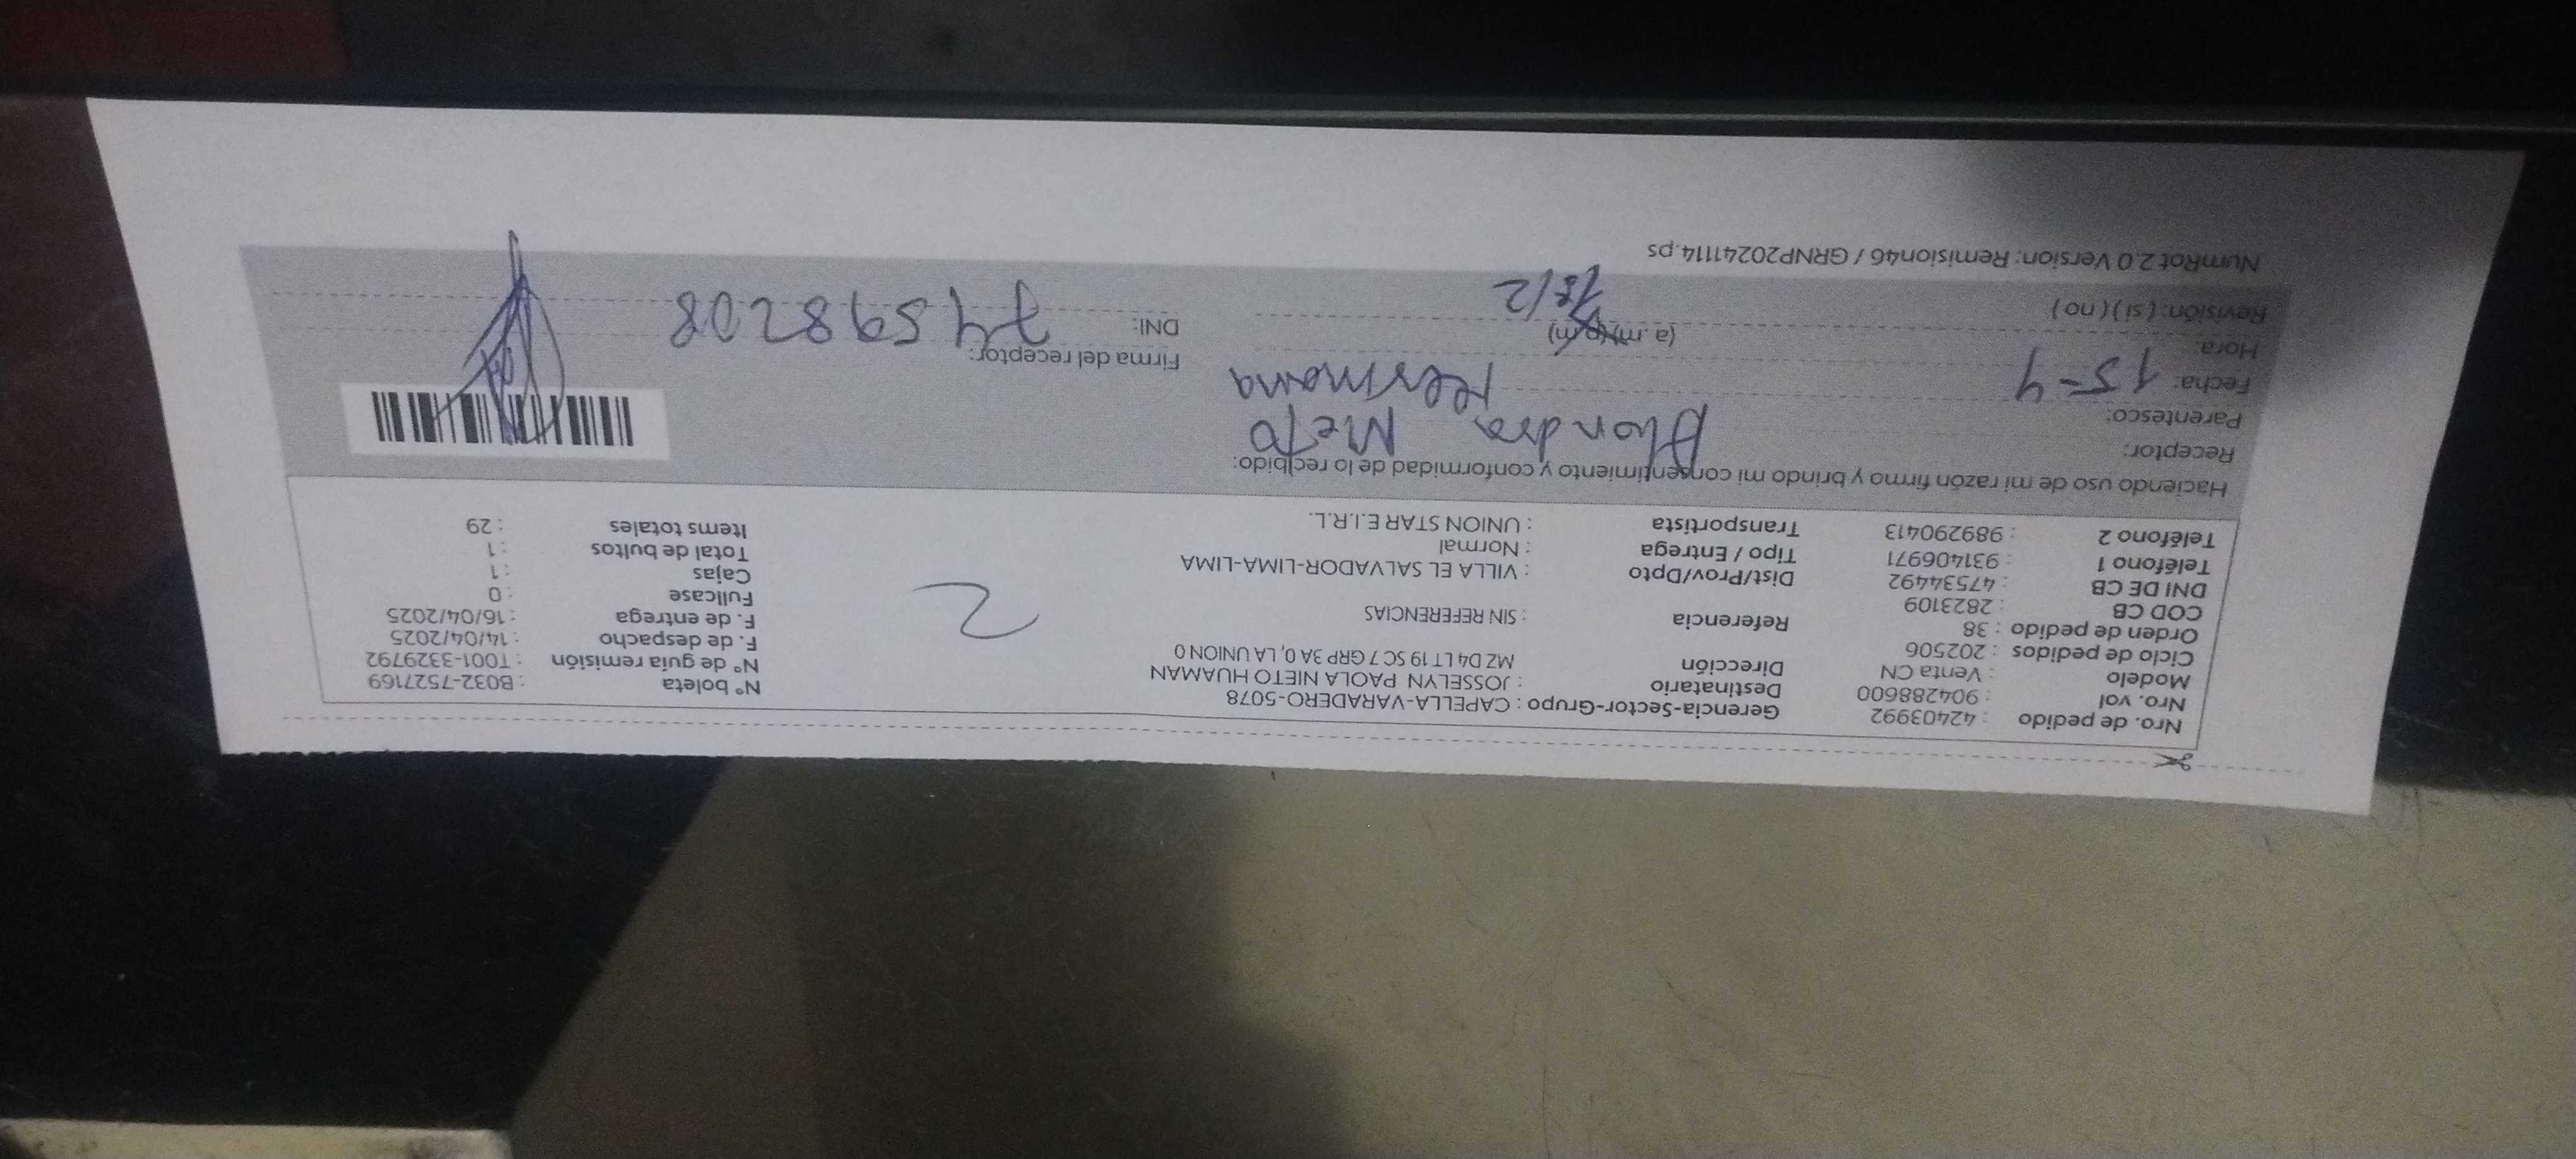 Nro. de pedido : 42403992 Gerencia-Sector-Grupo : CAPELLA-VARADERO-5078 N° boleta : B032-7527169
Nro. vol : 904288600 Destinatario : JOSSELYN PAOLA NIETO HUAMAN N° de guía remisión : T001-3329792
Modelo : Venta CN Dirección MZ D4 LT 19 SC 7 GRP 3A 0, LA UNION 0 F. de despacho : 14/04/2025
Ciclo de pedidos : 202506 F. de entrega : 16/04/2025
Orden de pedido : 38 Referencia : SIN REFERENCIAS Fullcase : 0
COD CB : 2823109 Cajas : 1
DNI DE CB : 47534492 Dist/Prov/Dpto : VILLA EL SALVADOR-LIMA-LIMA Total de bultos : 1
Teléfono 1 : 931406971 Tipo / Entrega : Normal Items totales : 29
Teléfono 2 : 989290413 Transportista : UNION STAR E.I.R.L.
2
Haciendo uso de mi razón firmo y brindo mi consentimiento y conformidad de lo recibido:
Receptor:
Parentesco:
Fecha: 15-4 Firma del receptor:
Hora: (a.m)(p.m) DNI: 74598208
Revisión: ( si ) ( no )
NumRot 2.0 Version: Remision46 / GRNP20241114.ps